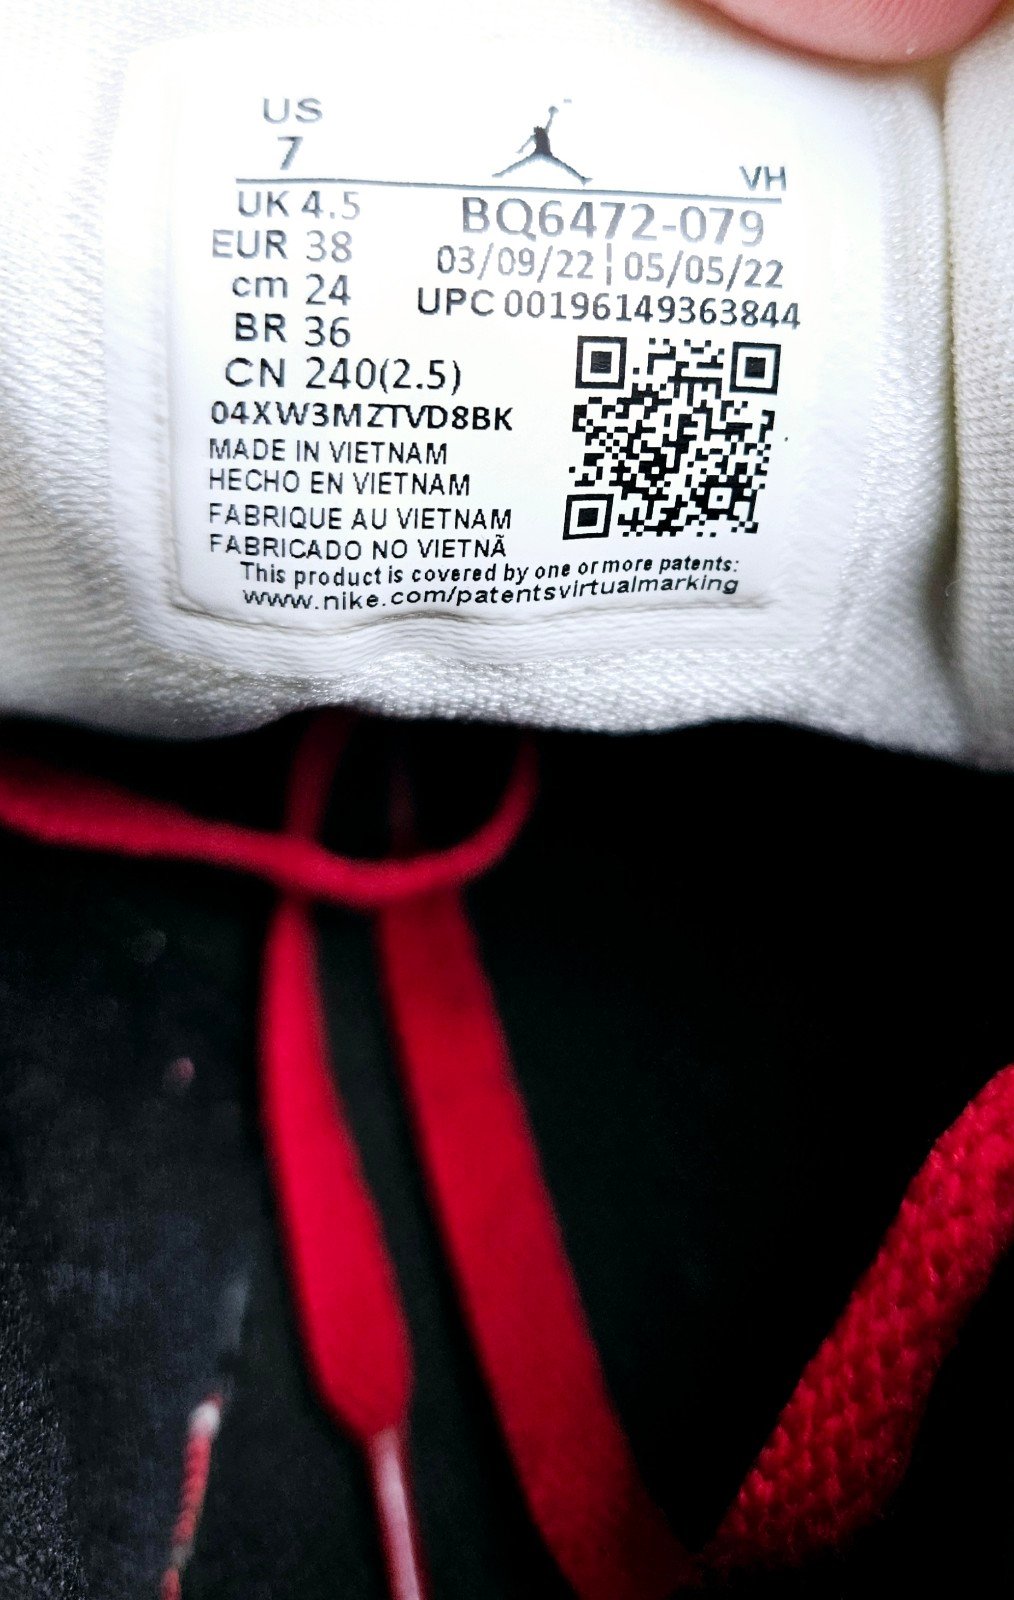 US
7
VH
UK 4.5
EUR 38
cm 24
BR 36
CN 240(2.5)
BQ6472-079
03/09/22 ¦ 05/05/22
UPC 00196149363844
04XW3MZTVD8BK
MADE IN VIETNAM
HECHO EN VIETNAM
FABRIQUE AU VIETNAM
FABRICADO NO VIETNÃ
This product is covered by one or more patents:
www.nike.com/patentsvirtualmarking